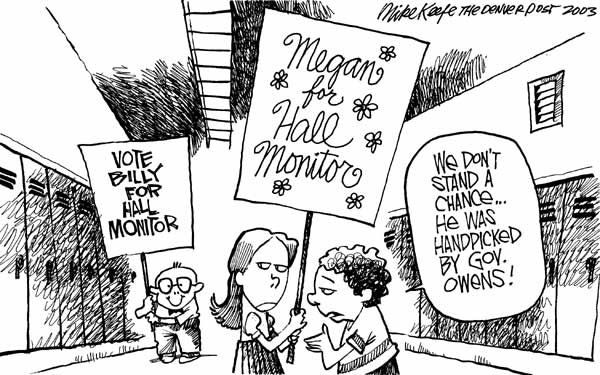 Mike Keefe THE DENVER POST 2003
Megan
for
Hall
Monitor
VOTE
BILLY
FOR
HALL
MONITOR
WE DON'T
STAND A
CHANCE...
HE WAS
HANDPICKED
BY GOV.
OWENS!